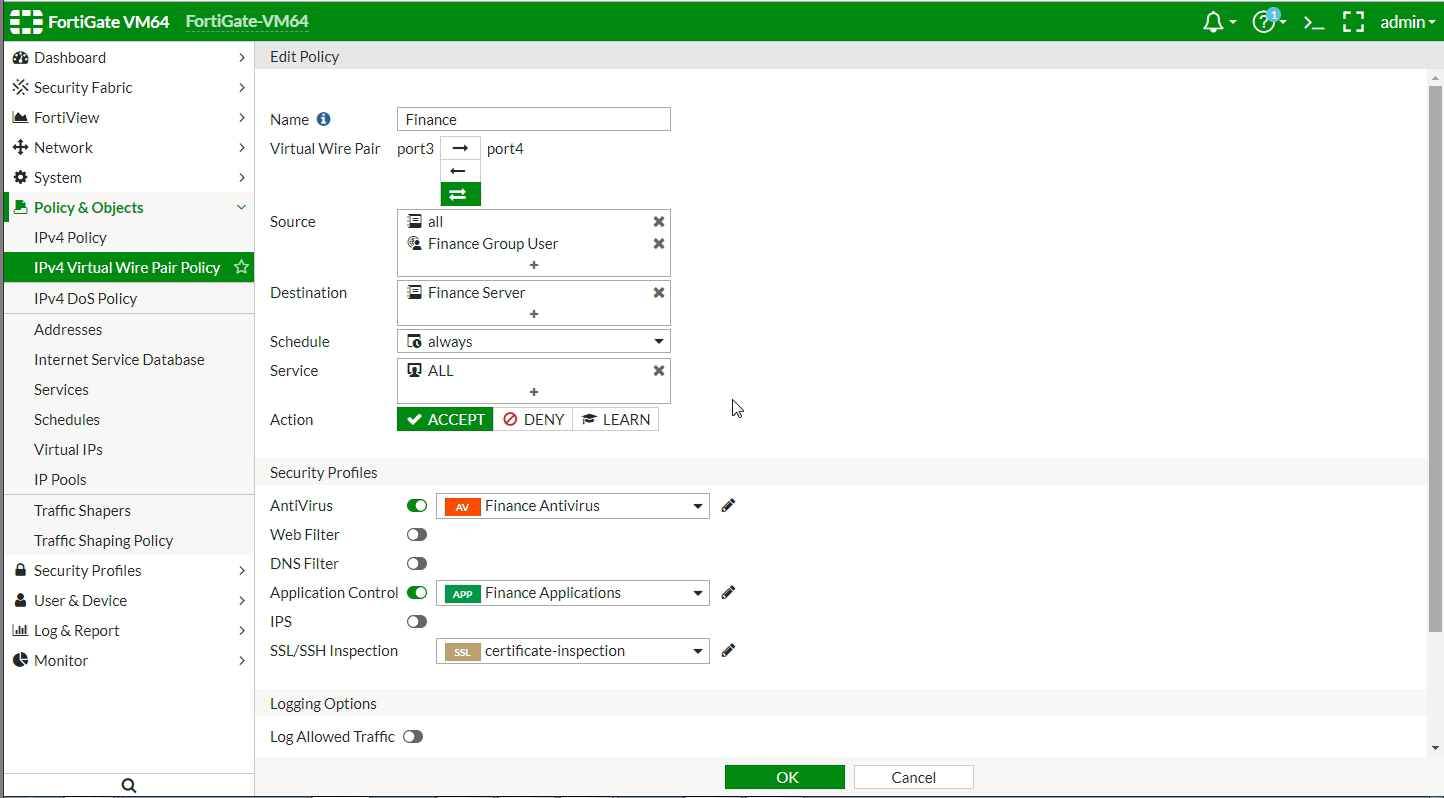 FortiGate VM64 FortiGate-VM64 1 >_ admin
Dashboard
Security Fabric
FortiView
Network
System
Policy & Objects
IPv4 Policy
IPv4 Virtual Wire Pair Policy
IPv4 DoS Policy
Addresses
Internet Service Database
Services
Schedules
Virtual IPs
IP Pools
Traffic Shapers
Traffic Shaping Policy
Security Profiles
User & Device
Log & Report
Monitor
Edit Policy
Name Finance
Virtual Wire Pair port3 → port4
←
⇄
Source all
Finance Group User
+
Destination Finance Server
+
Schedule always
Service ALL
+
Action ACCEPT DENY LEARN
Security Profiles
AntiVirus AV Finance Antivirus
Web Filter
DNS Filter
Application Control APP Finance Applications
IPS
SSL/SSH Inspection SSL certificate-inspection
Logging Options
Log Allowed Traffic
OK Cancel